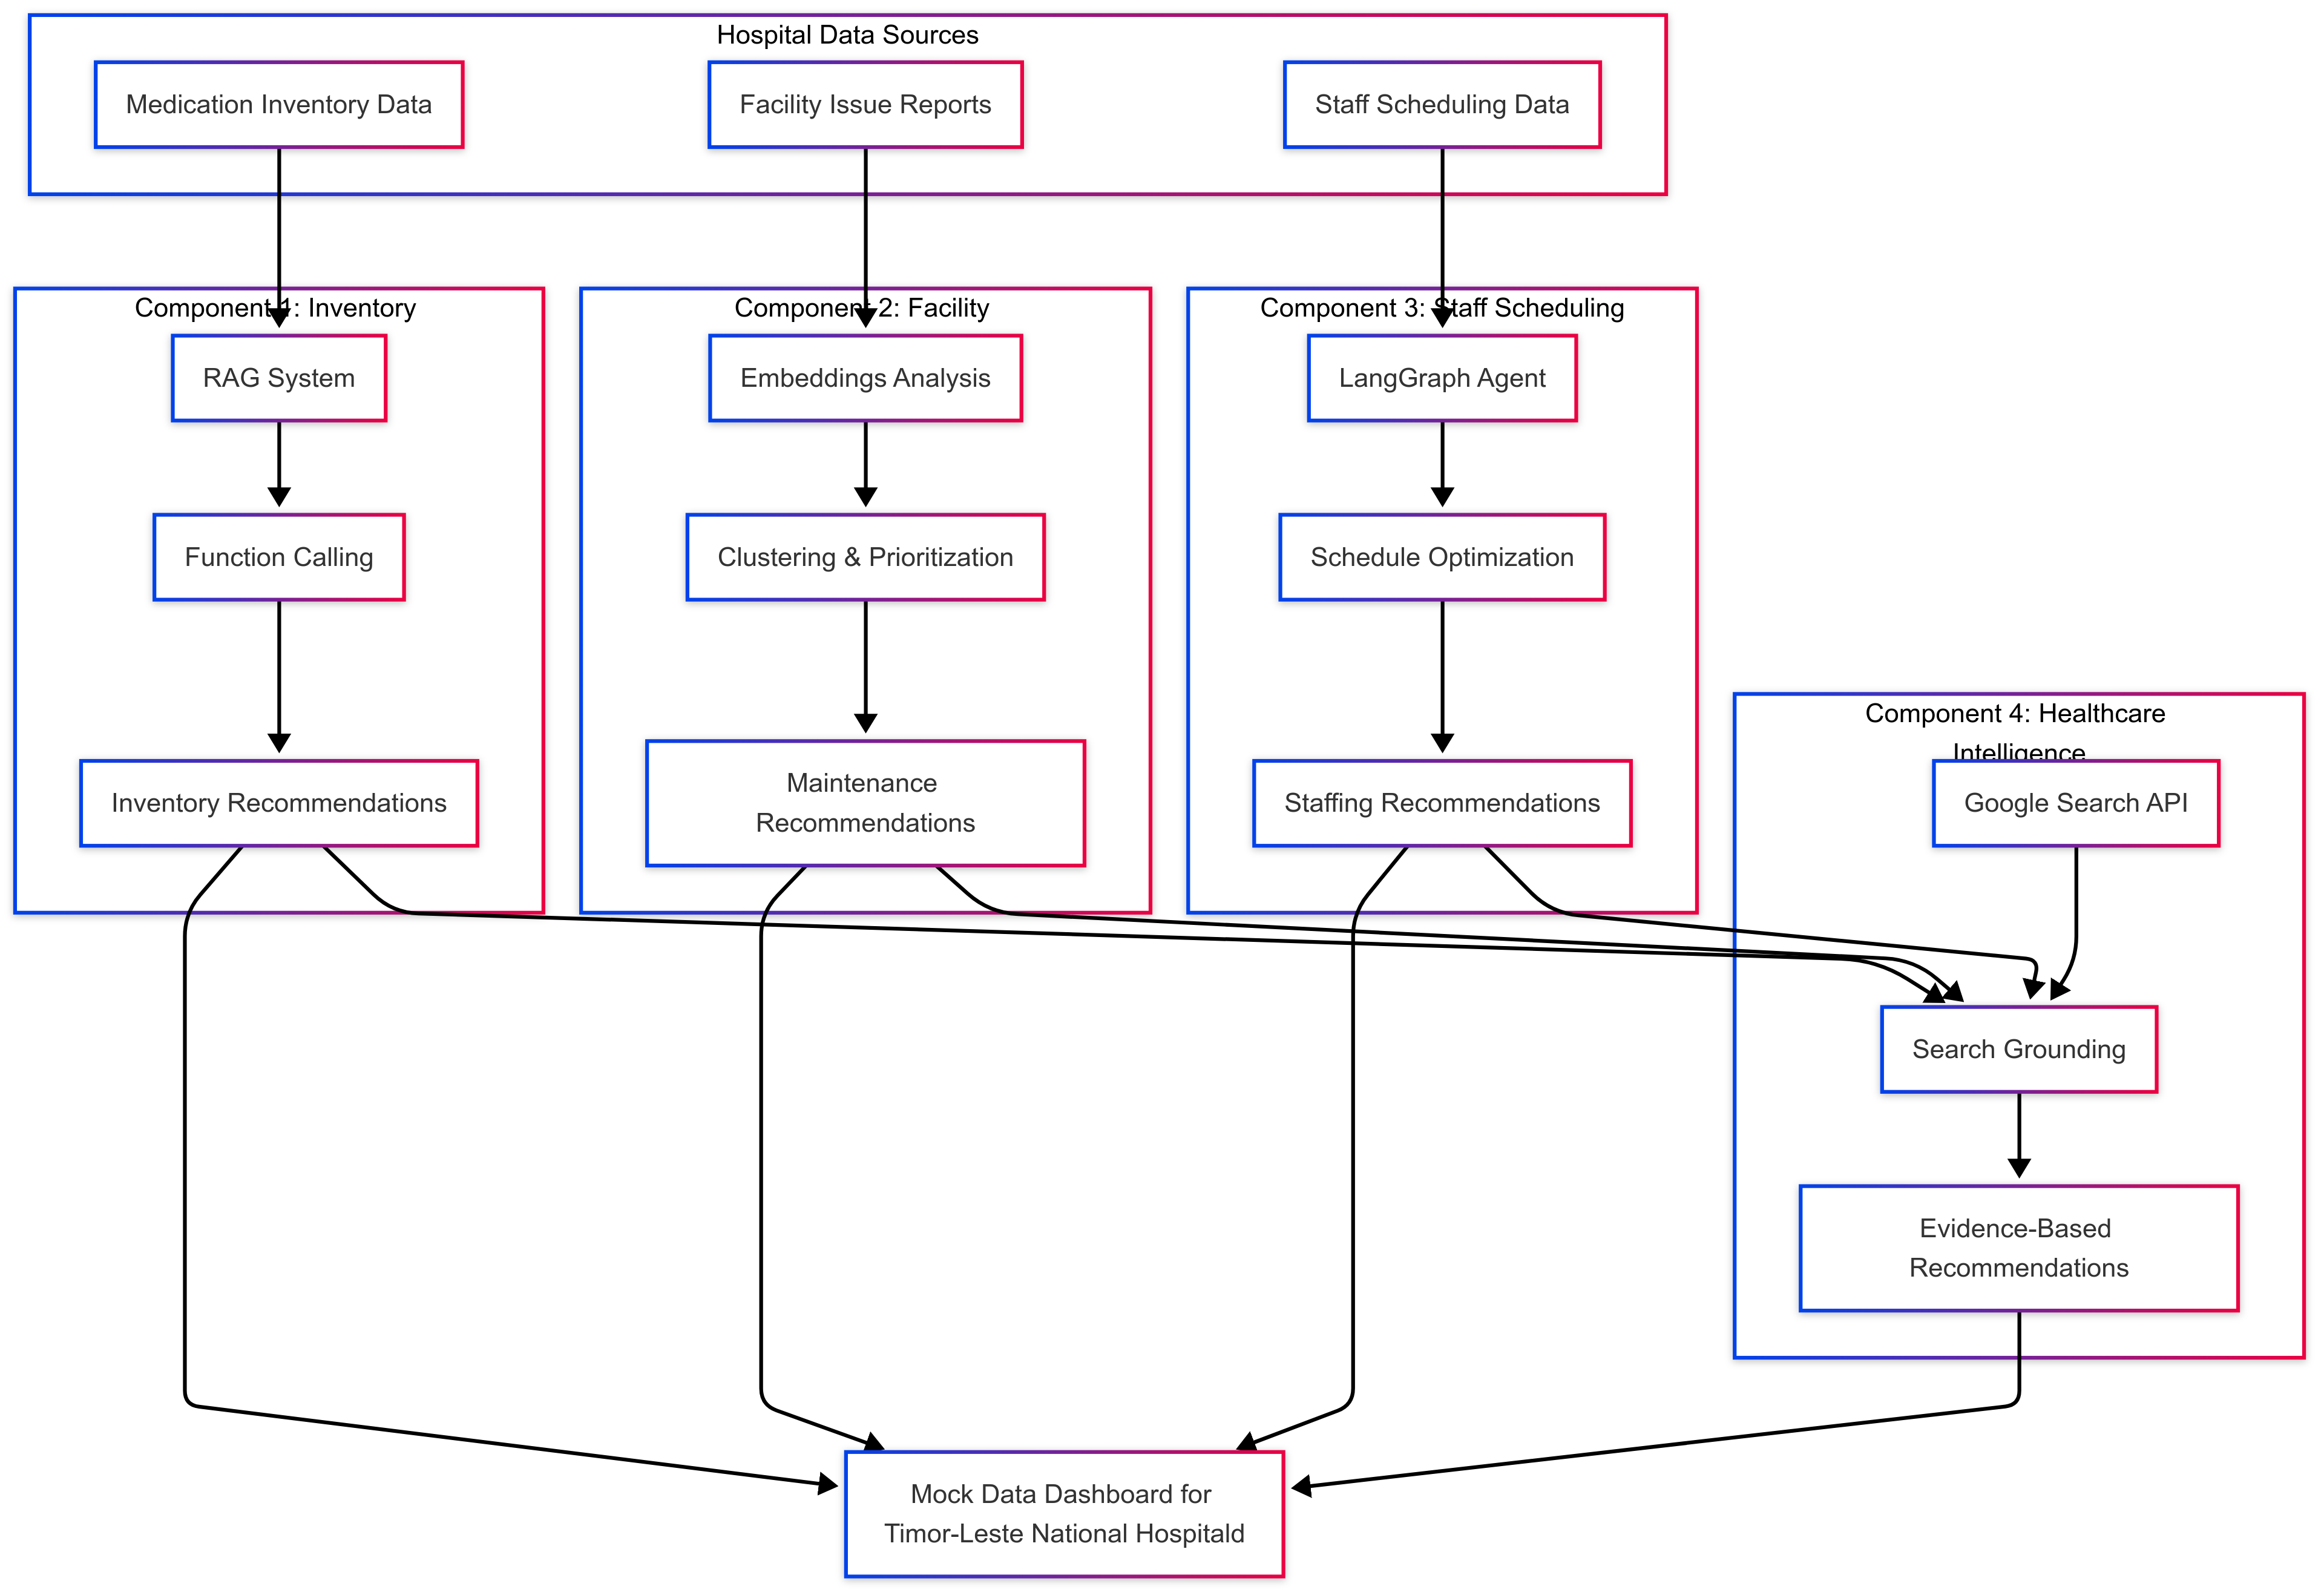 Hospital Data Sources
Medication Inventory Data
Facility Issue Reports
Staff Scheduling Data
Component 1: Inventory
RAG System
Function Calling
Inventory Recommendations
Component 2: Facility
Embeddings Analysis
Clustering & Prioritization
Maintenance
Recommendations
Component 3: Staff Scheduling
LangGraph Agent
Schedule Optimization
Staffing Recommendations
Component 4: Healthcare
Intelligence
Google Search API
Search Grounding
Evidence-Based
Recommendations
Mock Data Dashboard for
Timor-Leste National Hospitald